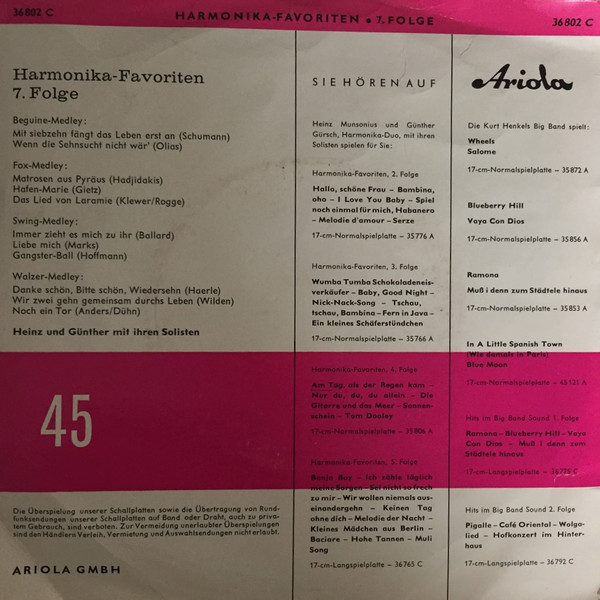 36 802 C
HARMONIKA-FAVORITEN • 7. FOLGE
36 802 C
Harmonika-Favoriten
7. Folge
Beguine-Medley:
Mit siebzehn fängt das Leben erst an (Schumann)
Wenn die Sehnsucht nicht wär' (Olias)
Fox-Medley:
Matrosen aus Pyräus (Hadjidakis)
Hafen-Marie (Gietz)
Das Lied von Laramie (Klewer/Rogge)
Swing-Medley:
Immer zieht es mich zu ihr (Ballard)
Liebe mich (Marks)
Gangster-Ball (Hoffmann)
Walzer-Medley:
Danke schön, Bitte schön, Wiedersehn (Haerle)
Wir zwei gehn gemeinsam durchs Leben (Wilden)
Noch ein Tor (Anders/Dühn)
Heinz und Günther mit ihren Solisten
45
Die Überspielung unserer Schallplatten sowie die Übertragung von Rund-
funksendungen unserer Schallplatten auf Band oder Draht, auch zu priva-
tem Gebrauch, sind verboten. Zur Vermeidung unerlaubter Überspielungen
sind den Händlern Verleih, Vermietung und Auswahlsendungen nicht erlaubt.
ARIOLA GMBH
SIE HÖREN AUF
Heinz Munsonius und Günther
Gürsch, Harmonika-Duo, mit ihren
Solisten spielen für Sie:
Harmonika-Favoriten, 2. Folge
Hallo, schöne Frau – Bambina,
oho – I Love You Baby – Spiel
noch einmal für mich, Habanero
– Melodie d'amour – Serze
17-cm-Normalspielplatte – 35776 A
Harmonika-Favoriten, 3. Folge
Wumba Tumba Schokoladeneis-
verkäufer – Baby, Good Night –
Nick-Nack-Song – Tschau,
tschau, Bambina – Fern in Java –
Ein kleines Schäferstündchen
17-cm-Normalspielplatte – 35766 A
Harmonika-Favoriten, 4. Folge
Am Tag, als der Regen kam –
Nur du, du, du allein – Die
Gitarre und das Meer – Sonnen-
schein – Tom Dooley
17-cm-Normalspielplatte – 35806 A
Harmonika-Favoriten, 5. Folge
Banjo Boy – Ich zähle täglich
meine Sorgen – Sei nicht so frech
zu mir – Wir wollen niemals aus-
einandergehn – Keinen Tag
ohne dich – Melodie der Nacht –
Kleines Mädchen aus Berlin –
Baciare – Hohe Tannen – Muli
Song
17-cm-Langspielplatte – 36765 C
Ariola
Die Kurt Henkels Big Band spielt:
Wheels
Salome
17-cm-Normalspielplatte – 35872 A
Blueberry Hill
Vaya Con Dios
17-cm-Normalspielplatte – 35856 A
Ramona
Muß i denn zum Städtele hinaus
17-cm-Normalspielplatte – 35853 A
In A Little Spanish Town
(Wie damals in Paris)
Blue Moon
17-cm-Normalspielplatte – 45121 A
Hits im Big Band Sound 1. Folge
Ramona – Blueberry Hill – Vaya
Con Dios – Muß i denn zum
Städtele hinaus
17-cm-Langspielplatte – 36775 C
Hits im Big Band Sound 2. Folge
Pigalle – Café Oriental – Wolga-
lied – Hofkonzert im Hinter-
haus
17-cm-Langspielplatte – 36792 C